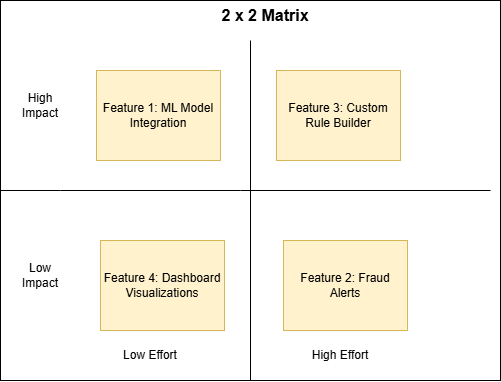 2 x 2 Matrix
High
Impact
Feature 1: ML Model
Integration
Feature 3: Custom
Rule Builder
Low
Impact
Feature 4: Dashboard
Visualizations
Feature 2: Fraud
Alerts
Low Effort
High Effort